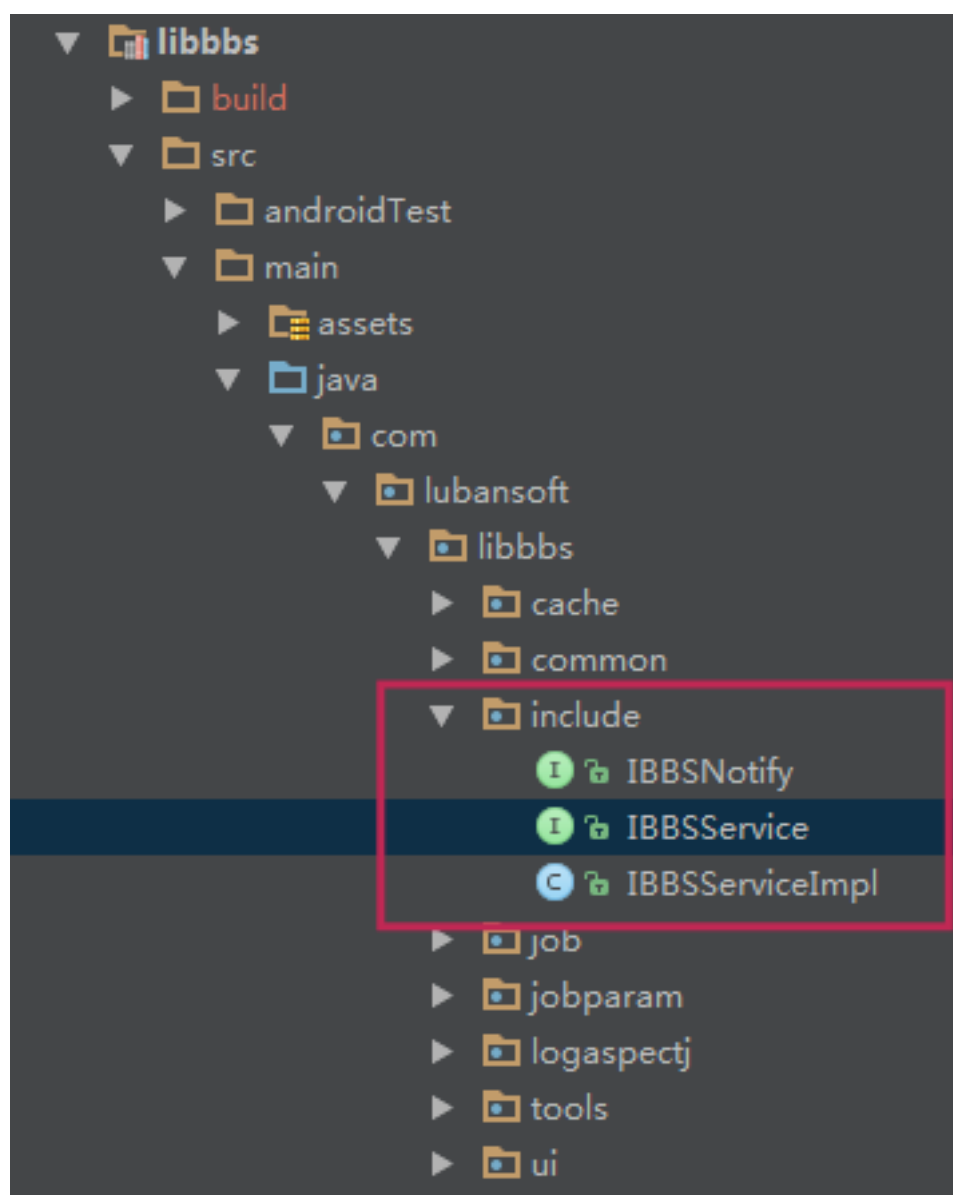 libbbs
build
src
androidTest
main
assets
java
com
lubansoft
libbbs
cache
common
include
IBBSNotify
IBBSService
IBBSServiceImpl
job
jobparam
logaspectj
tools
ui